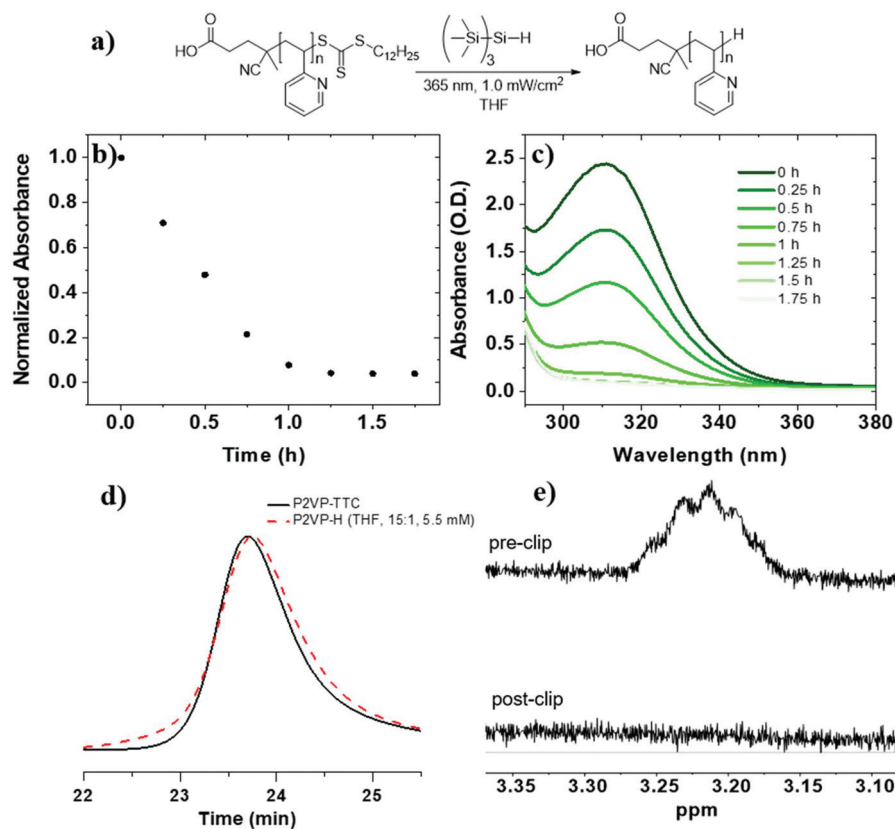 a)
HO
O
NC
n
N
S
S
S
C12H25
Si
3
Si-H
365 nm, 1.0 mW/cm²
THF
HO
O
NC
n
H
N
b)
Normalized Absorbance
1.0
0.8
0.6
0.4
0.2
0.0
0.0 0.5 1.0 1.5
Time (h)
c)
Absorbance (O.D.)
2.5
2.0
1.5
1.0
0.5
0.0
0 h
0.25 h
0.5 h
0.75 h
1 h
1.25 h
1.5 h
1.75 h
300 320 340 360 380
Wavelength (nm)
d)
P2VP-TTC
P2VP-H (THF, 15:1, 5.5 mM)
22 23 24 25
Time (min)
e)
pre-clip
post-clip
3.35 3.30 3.25 3.20 3.15 3.10
ppm